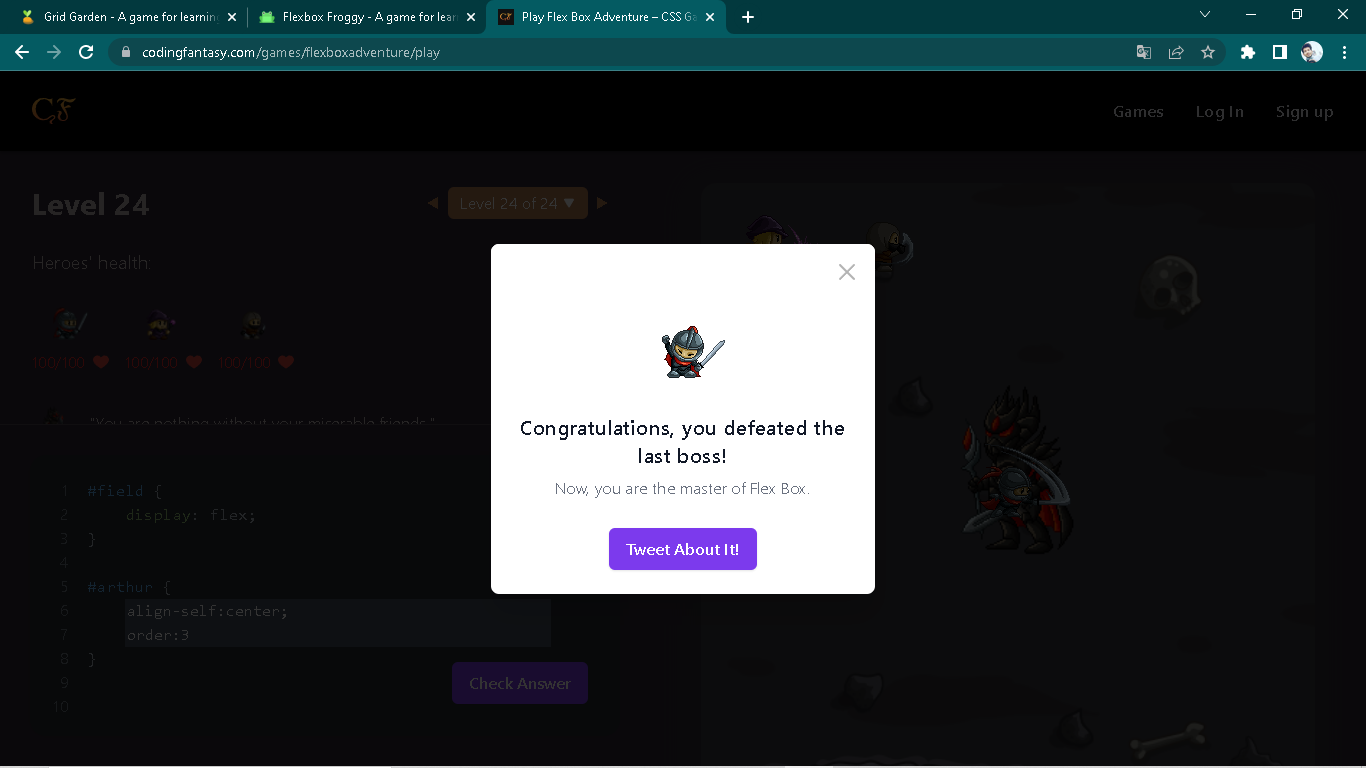 Grid Garden - A game for learnin
Flexbox Froggy - A game for lear
Play Flex Box Adventure – CSS Ga
codingfantasy.com/games/flexboxadventure/play
CF
Games
Log In
Sign up
Level 24
Level 24 of 24 ▼
Heroes' health:
100/100
100/100
100/100
"You are nothing without your miserable friends."
1 #field {
2 display: flex;
3 }
4
5 #arthur {
6 align-self:center;
7 order:3
8 }
9
10
Check Answer
Congratulations, you defeated the
last boss!
Now, you are the master of Flex Box.
Tweet About It!